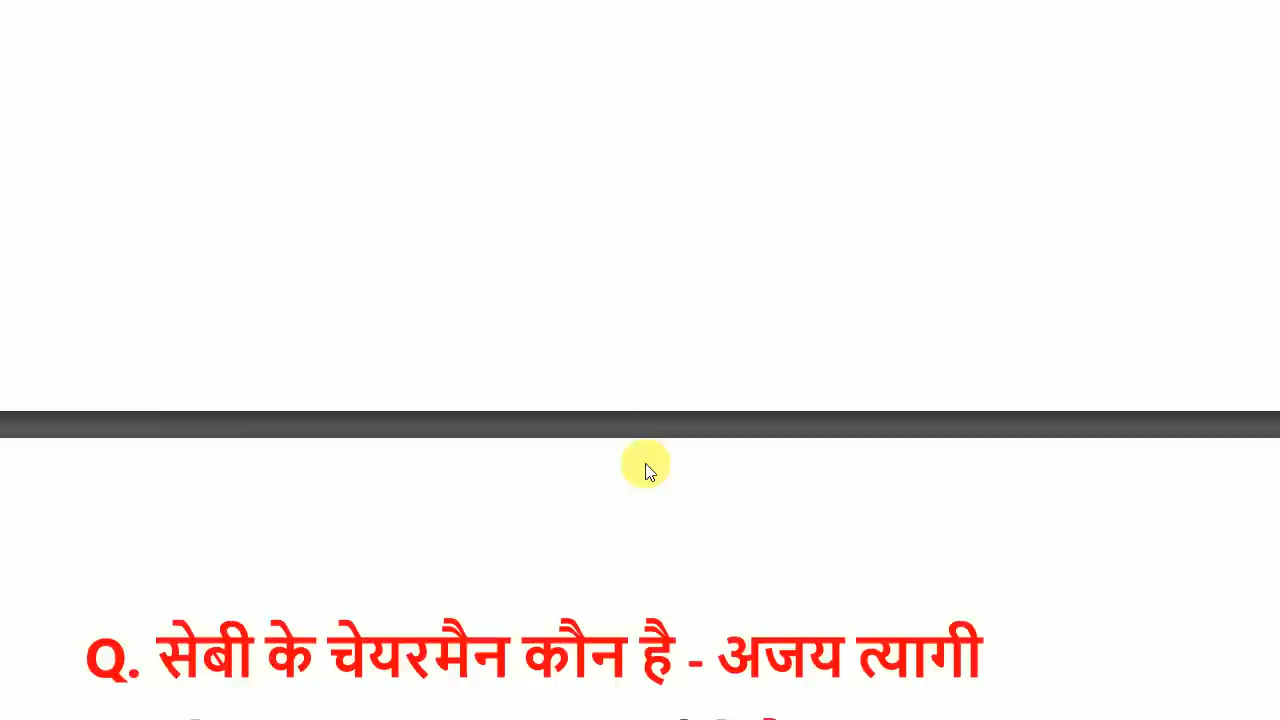 Q. सेबी के चेयरमैन कौन है - अजय त्यागी